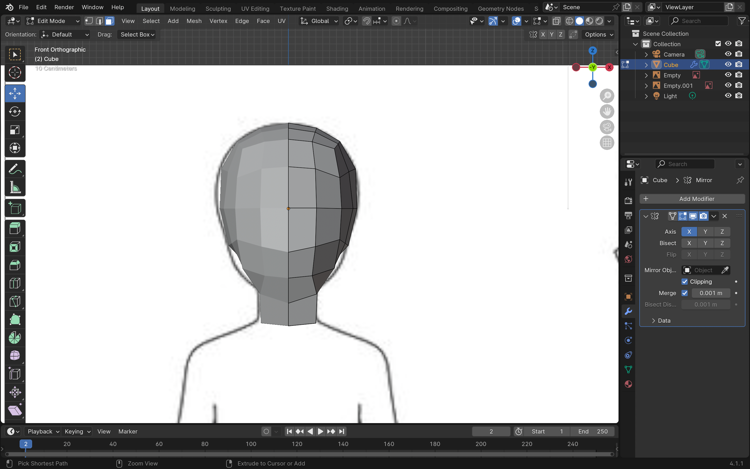 File Edit Render Window Help Layout Modeling Sculpting UV Editing Texture Paint Shading Animation Rendering Compositing Geometry Nodes S Scene ViewLayer
Edit Mode View Select Add Mesh Vertex Edge Face UV Global
Orientation: Default Drag: Select Box X Y Z Options
Front Orthographic
(2) Cube
10 Centimeters
Z
Y
X
Scene Collection
Collection
Camera
Cube
Empty
Empty.001
Light
Search
Cube > Mirror
+ Add Modifier
Axis X Y Z
Bisect X Y Z
Flip X Y Z
Mirror Obj... Object
Clipping
Merge 0.001 m
Bisect Dis... 0.001 m
> Data
Playback Keying View Marker 2 Start 1 End 250
2 20 40 60 80 100 120 140 160 180 200 220 240
Pick Shortest Path Zoom View Extrude to Cursor or Add 4.1.1